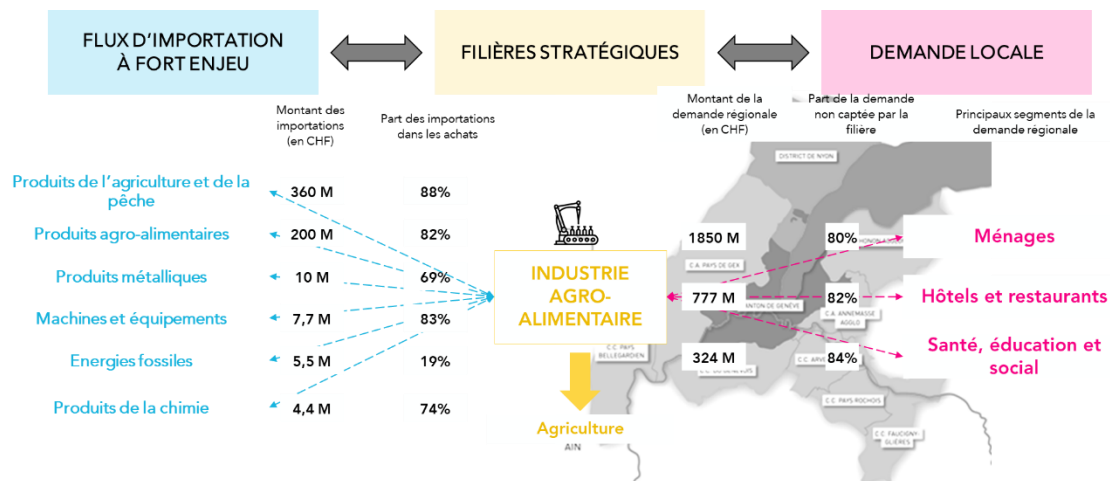 FLUX D'IMPORTATION
À FORT ENJEU
FILIÈRES STRATÉGIQUES
DEMANDE LOCALE
Montant des
importations
(en CHF)
Part des importations
dans les achats
Montant de la
demande régionale
(en CHF)
Part de la demande
non captée par la
filière
Principaux segments de la
demande régionale
DISTRICT DE NYON
Produits de l'agriculture et de la
pêche
360 M
88%
Produits agro-alimentaires
200 M
82%
1850 M
80%
Ménages
C.A. PAYS DE GEX
Produits métalliques
10 M
69%
INDUSTRIE
AGRO-
ALIMENTAIRE
777 M
82%
Hôtels et restaurants
ANTON DE GENÈVE
C.A. ANNEMASSE
AGGLO
Machines et équipements
7,7 M
83%
C.C. PAYS
BELLEGARDIEN
Energies fossiles
5,5 M
19%
324 M
84%
Santé, éducation et
social
C.C. ARVE
C.C. PAYS ROCHOIS
Produits de la chimie
4,4 M
74%
Agriculture
AIN
C.C. FAUCIGNY-
GLIÈRES